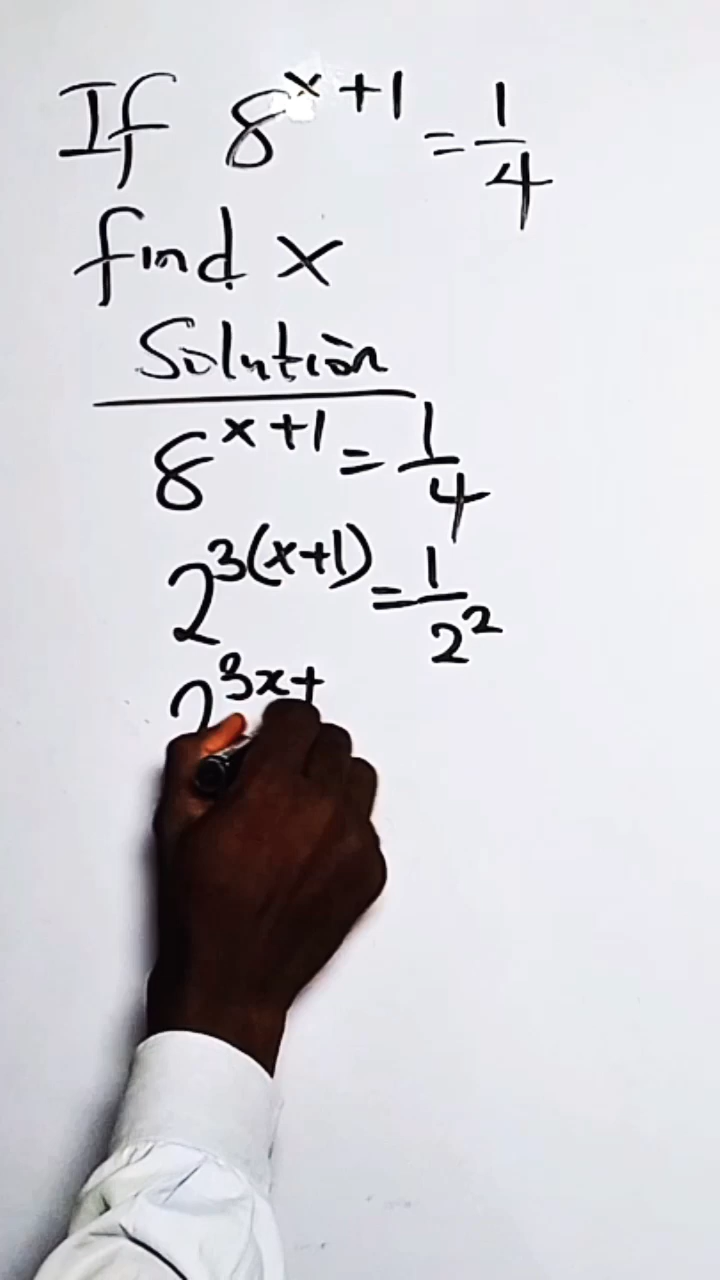 If 8^{x+1} = 1/4
find x
Solution
8^{x+1} = 1/4
2^{3(x+1)} = 1/2^2
2^{3x+